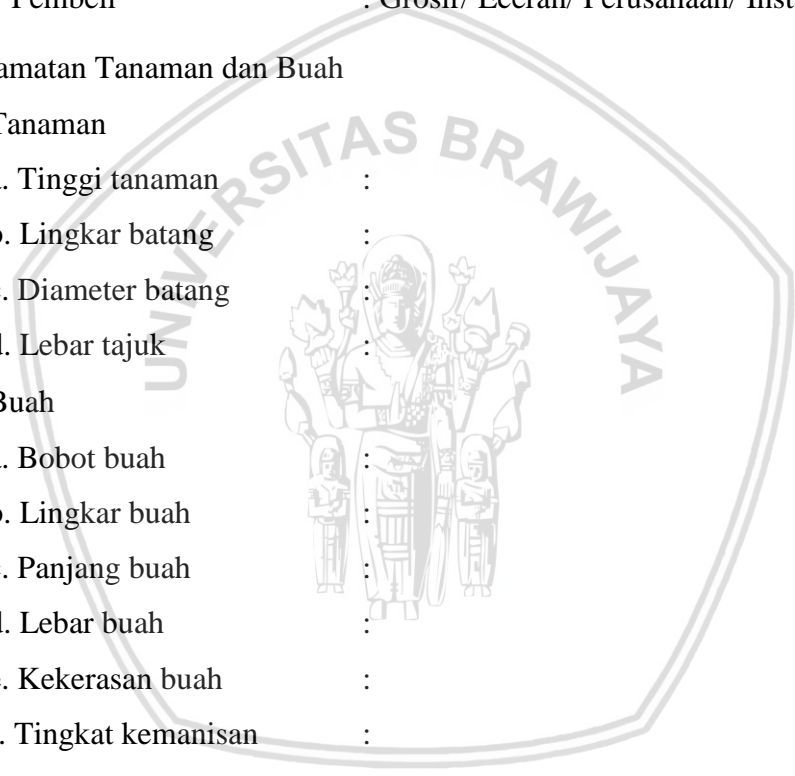 Pembeli : Grosir/ Eceran/ Perusahaan/ Inst
amatan Tanaman dan Buah
Tanaman
a. Tinggi tanaman :
b. Lingkar batang :
c. Diameter batang :
d. Lebar tajuk :
Buah
a. Bobot buah :
b. Lingkar buah :
c. Panjang buah :
d. Lebar buah :
e. Kekerasan buah :
. Tingkat kemanisan :
UNIVERSITAS BRAWIJAYA